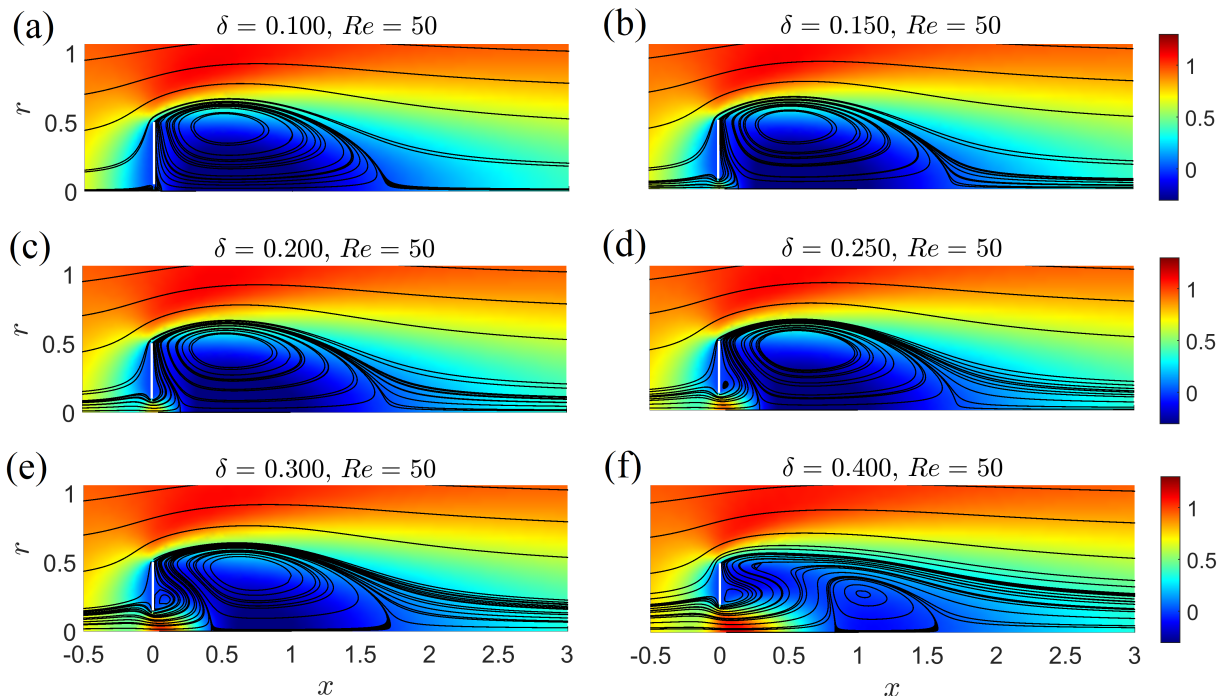 (a)
δ = 0.100, Re = 50
(b)
δ = 0.150, Re = 50
1
r
0.5
0
1
0.5
0
(c)
δ = 0.200, Re = 50
(d)
δ = 0.250, Re = 50
1
r
0.5
0
1
0.5
0
(e)
δ = 0.300, Re = 50
(f)
δ = 0.400, Re = 50
1
r
0.5
0
1
0.5
0
-0.5 0 0.5 1 1.5 2 2.5 3
-0.5 0 0.5 1 1.5 2 2.5 3
x
x